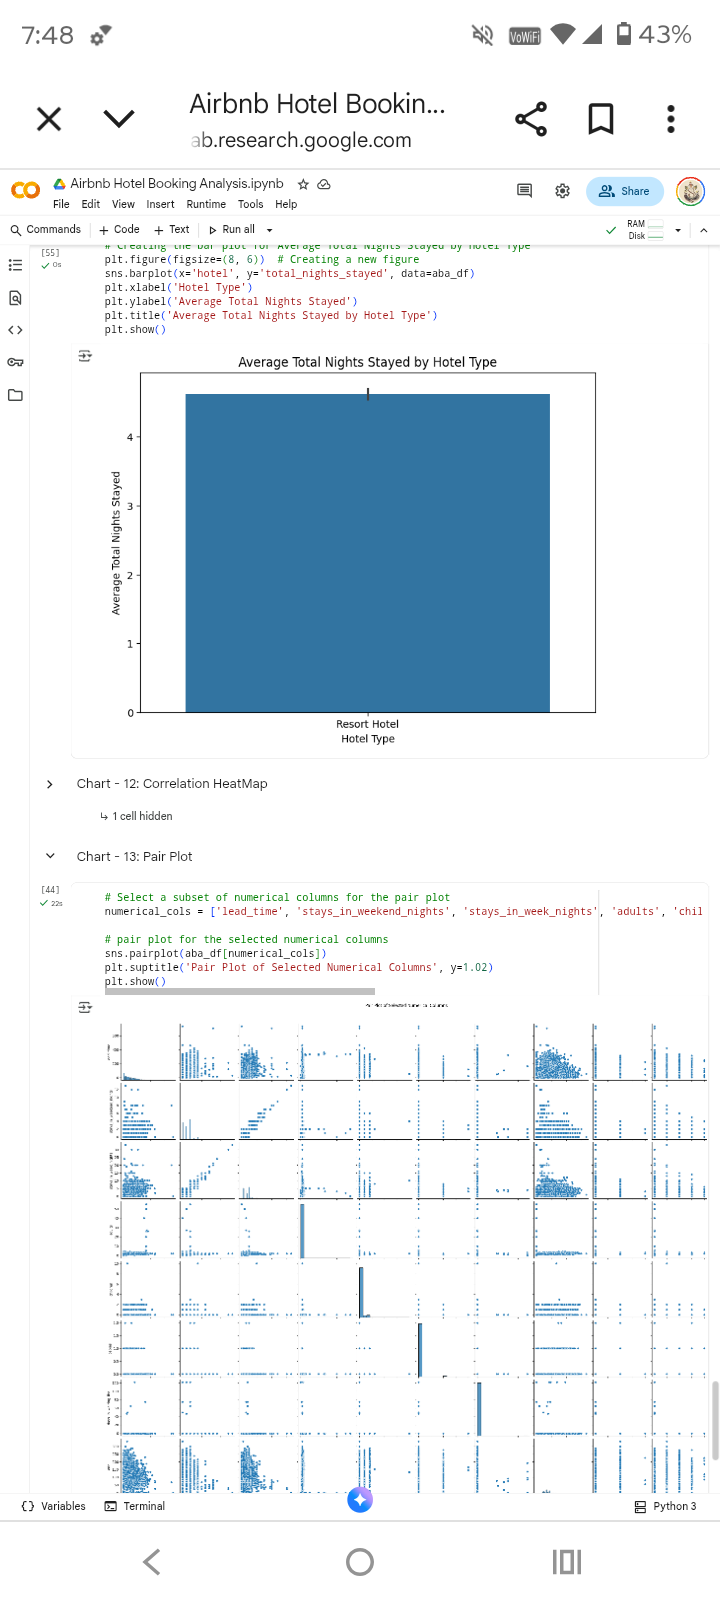 7:48
VoWiFi
43%
Airbnb Hotel Bookin...
ab.research.google.com
Airbnb Hotel Booking Analysis.ipynb
File Edit View Insert Runtime Tools Help
Share
Commands + Code + Text Run all
RAM
Disk
[55]
0s
# Creating the bar plot for Average Total Nights Stayed by Hotel Type
plt.figure(figsize=(8, 6)) # Creating a new figure
sns.barplot(x='hotel', y='total_nights_stayed', data=aba_df)
plt.xlabel('Hotel Type')
plt.ylabel('Average Total Nights Stayed')
plt.title('Average Total Nights Stayed by Hotel Type')
plt.show()
Average Total Nights Stayed by Hotel Type
Average Total Nights Stayed
4
3
2
1
0
Resort Hotel
Hotel Type
Chart - 12: Correlation HeatMap
1 cell hidden
Chart - 13: Pair Plot
[44]
22s
# Select a subset of numerical columns for the pair plot
numerical_cols = ['lead_time', 'stays_in_weekend_nights', 'stays_in_week_nights', 'adults', 'chil
# pair plot for the selected numerical columns
sns.pairplot(aba_df[numerical_cols])
plt.suptitle('Pair Plot of Selected Numerical Columns', y=1.02)
plt.show()
Variables
Terminal
Python 3